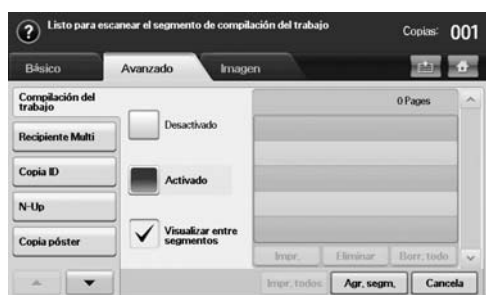 Listo para escanear el segmento de compilación del trabajo
Copias: 001
Básico
Avanzado
Imagen
Compilación del
trabajo
Recipiente Multi
Copia ID
N-Up
Copia póster
Desactivado
Activado
Visualizar entre
segmentos
0 Pages
Impr.
Eliminar
Borr. todo
Impr. todos
Agr. segm.
Cancela